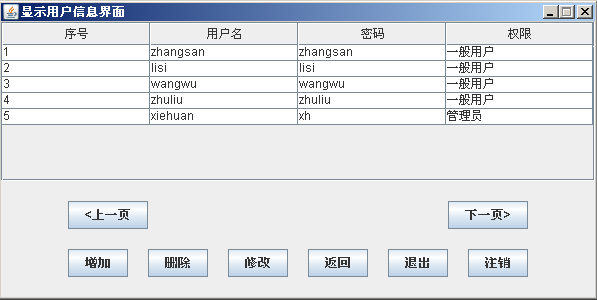 显示用户信息界面
序号 用户名 密码 权限
1 zhangsan zhangsan 一般用户
2 lisi lisi 一般用户
3 wangwu wangwu 一般用户
4 zhuliu zhuliu 一般用户
5 xiehuan xh 管理员
<上一页 下一页>
增加 删除 修改 返回 退出 注销